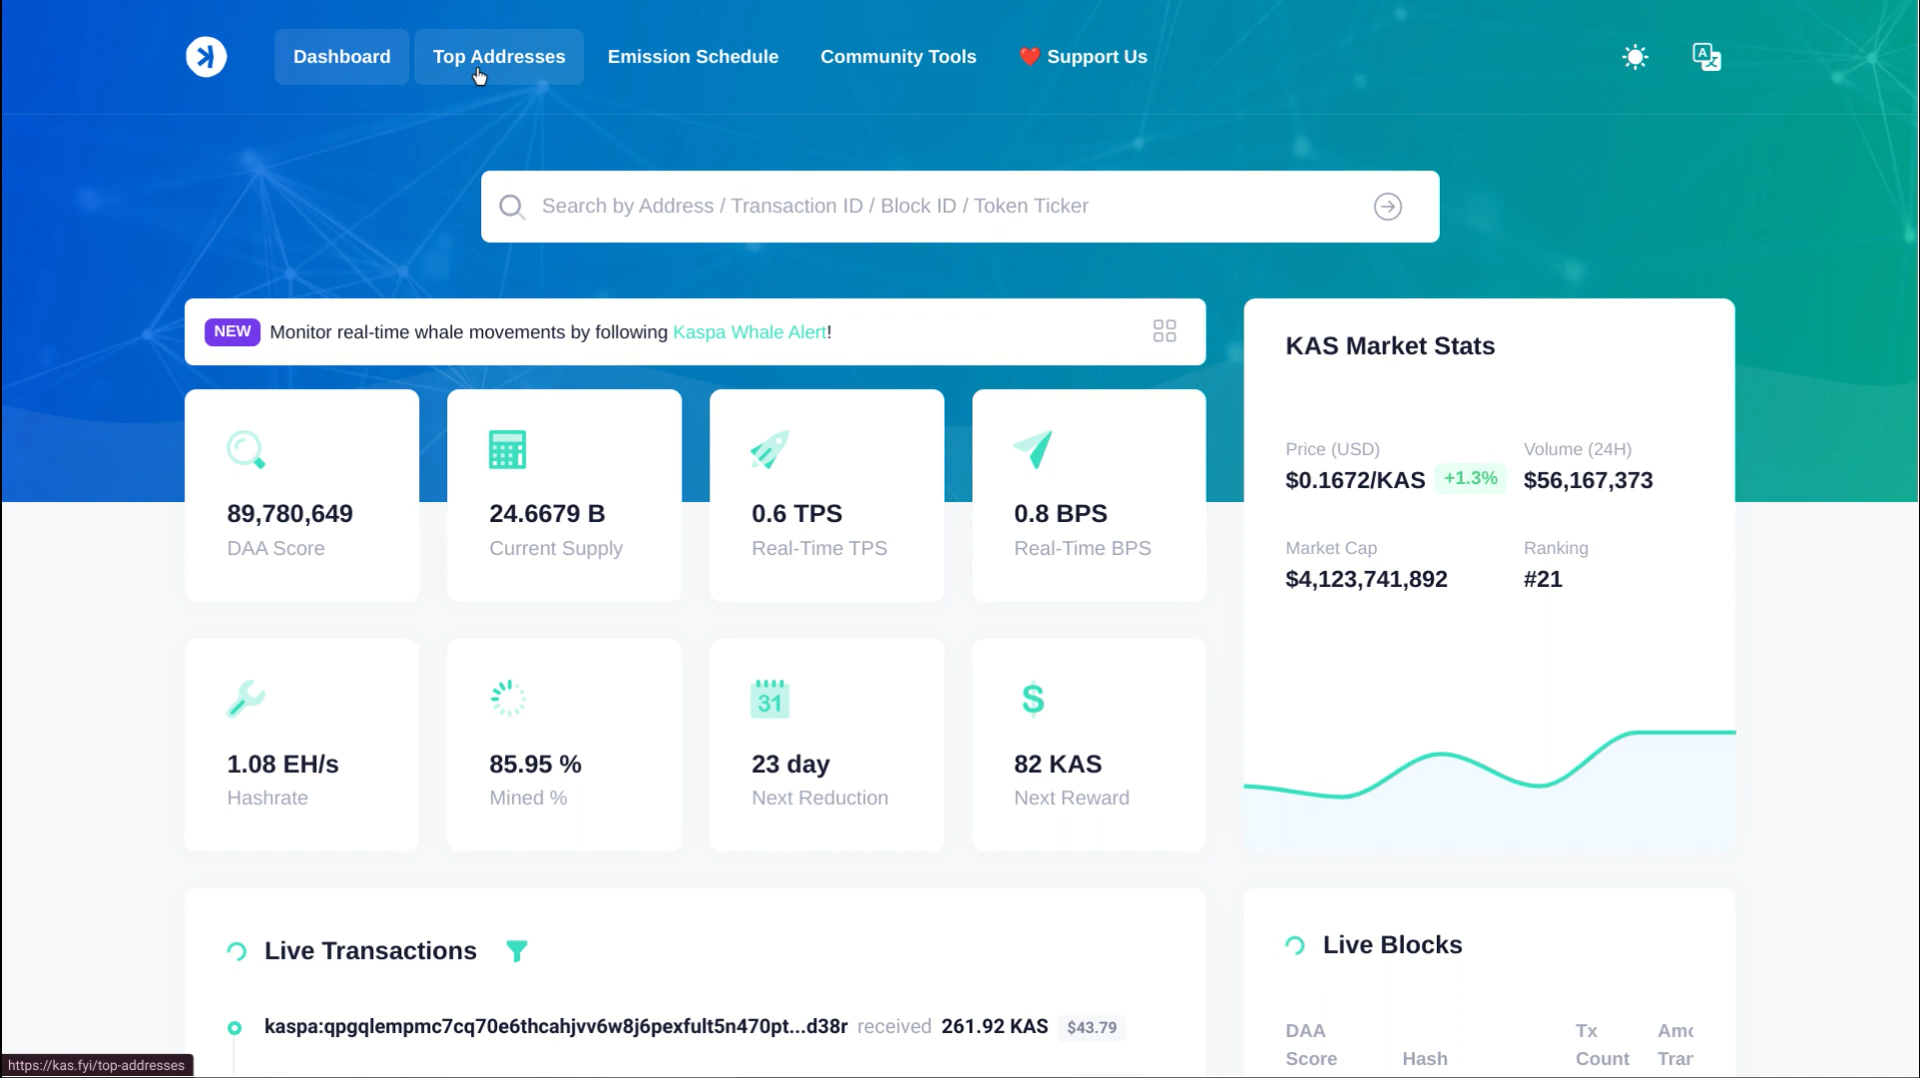 Dashboard
Top Addresses
Emission Schedule
Community Tools
❤️ Support Us
Search by Address / Transaction ID / Block ID / Token Ticker
NEW Monitor real-time whale movements by following Kaspa Whale Alert!
89,780,649
DAA Score
24.6679 B
Current Supply
0.6 TPS
Real-Time TPS
0.8 BPS
Real-Time BPS
1.08 EH/s
Hashrate
85.95 %
Mined %
31
23 day
Next Reduction
82 KAS
Next Reward
KAS Market Stats
Price (USD)
$0.1672/KAS +1.3%
Volume (24H)
$56,167,373
Market Cap
$4,123,741,892
Ranking
#21
Live Transactions
kaspa:qpgqlempmc7cq70e6thcahjvv6w8j6pexfult5n470pt...d38r received 261.92 KAS $43.79
Live Blocks
DAA
Score
Hash
Tx
Count
https://kas.fyi/top-addresses